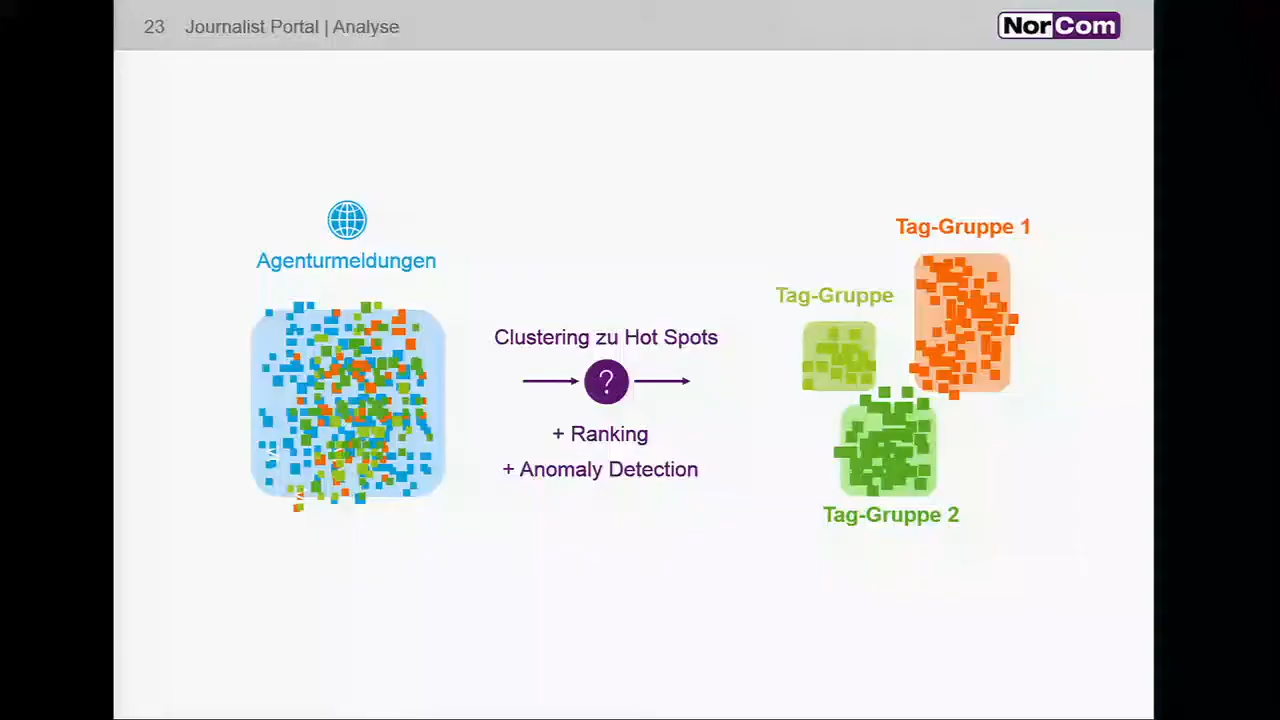 23 Journalist Portal | Analyse
NorCom
Agenturmeldungen
Clustering zu Hot Spots
?
+ Ranking
+ Anomaly Detection
Tag-Gruppe 1
Tag-Gruppe
Tag-Gruppe 2